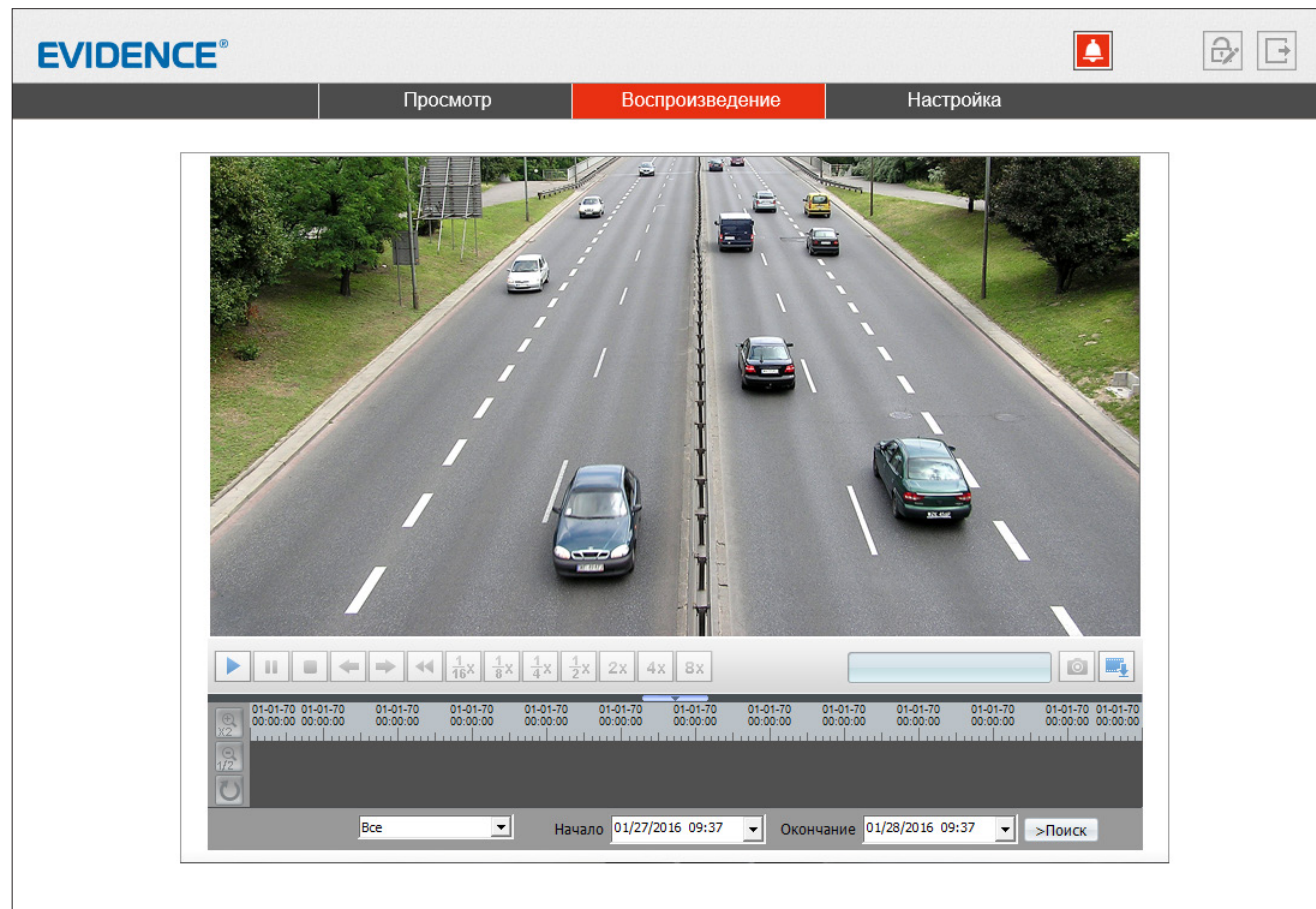 EVIDENCE®
Просмотр Воспроизведение Настройка
1/16x 1/8x 1/4x 1/2x 2x 4x 8x
01-01-70 01-01-70 01-01-70 01-01-70 01-01-70 01-01-70 01-01-70 01-01-70 01-01-70 01-01-70 01-01-70 01-01-70 01-01-70
00:00:00 00:00:00 00:00:00 00:00:00 00:00:00 00:00:00 00:00:00 00:00:00 00:00:00 00:00:00 00:00:00 00:00:00 00:00:00
X2
1/2
Все Начало 01/27/2016 09:37 Окончание 01/28/2016 09:37 >Поиск